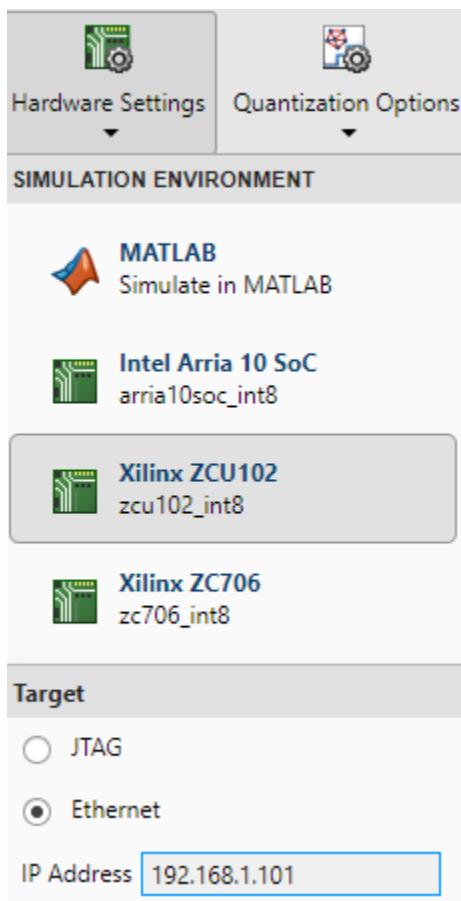 Hardware Settings
Quantization Options
SIMULATION ENVIRONMENT
MATLAB
Simulate in MATLAB
Intel Arria 10 SoC
arria10soc_int8
Xilinx ZCU102
zcu102_int8
Xilinx ZC706
zc706_int8
Target
JTAG
Ethernet
IP Address 192.168.1.101